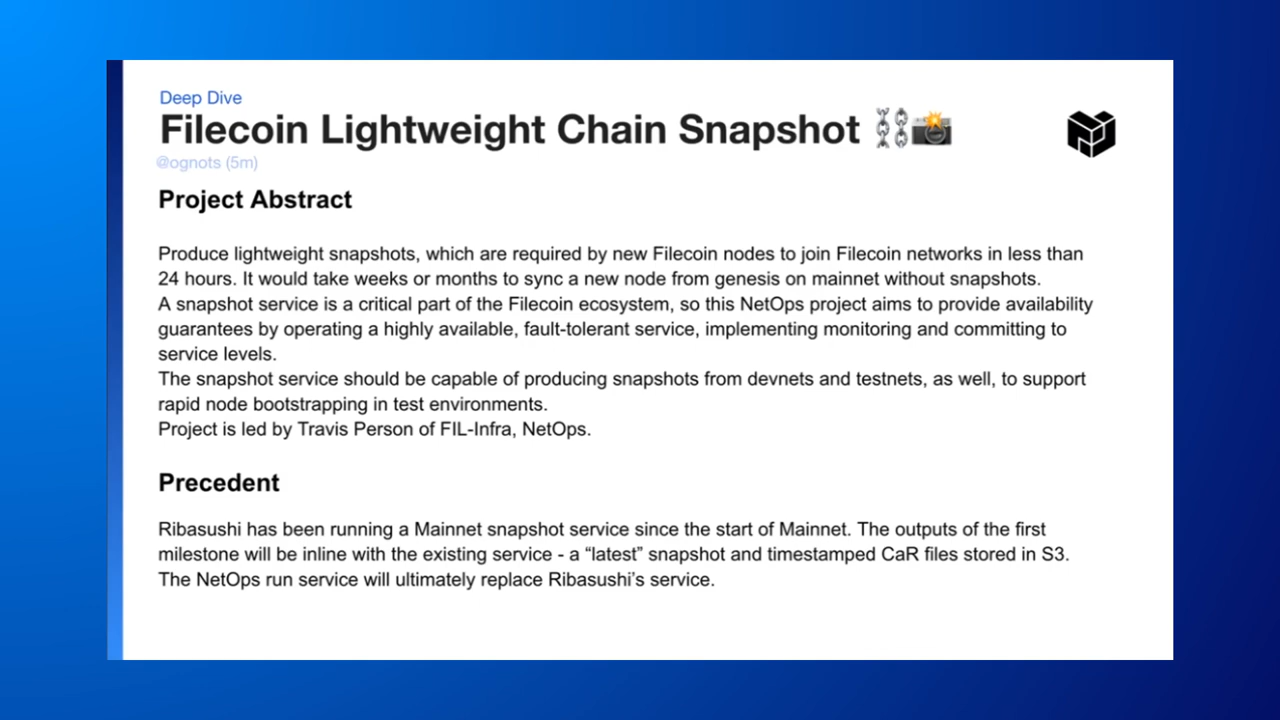 Deep Dive
Filecoin Lightweight Chain Snapshot ⛓📸
@ognots (5m)
Project Abstract
Produce lightweight snapshots, which are required by new Filecoin nodes to join Filecoin networks in less than
24 hours. It would take weeks or months to sync a new node from genesis on mainnet without snapshots.
A snapshot service is a critical part of the Filecoin ecosystem, so this NetOps project aims to provide availability
guarantees by operating a highly available, fault-tolerant service, implementing monitoring and committing to
service levels.
The snapshot service should be capable of producing snapshots from devnets and testnets, as well, to support
rapid node bootstrapping in test environments.
Project is led by Travis Person of FIL-Infra, NetOps.
Precedent
Ribasushi has been running a Mainnet snapshot service since the start of Mainnet. The outputs of the first
milestone will be inline with the existing service - a “latest” snapshot and timestamped CaR files stored in S3.
The NetOps run service will ultimately replace Ribasushi’s service.